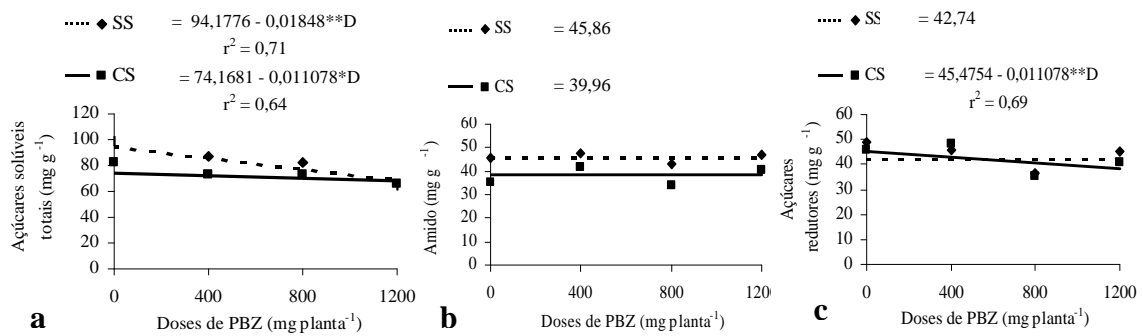 SS = 94,1776 - 0,01848**D
r² = 0,71
CS = 74,1681 - 0,011078*D
r² = 0,64
Açúcares solúveis totais (mg g⁻¹)
120
100
80
60
40
20
0
0 400 800 1200
Doses de PBZ (mg planta⁻¹)
a
SS = 45,86
CS = 39,96
Amido (mg g⁻¹)
60
50
40
30
20
10
0
0 400 800 1200
Doses de PBZ (mg planta⁻¹)
b
SS = 42,74
CS = 45,4754 - 0,011078**D
r² = 0,69
Açúcares redutores (mg g⁻¹)
60
50
40
30
20
10
0
0 400 800 1200
Doses de PBZ (mg planta⁻¹)
c